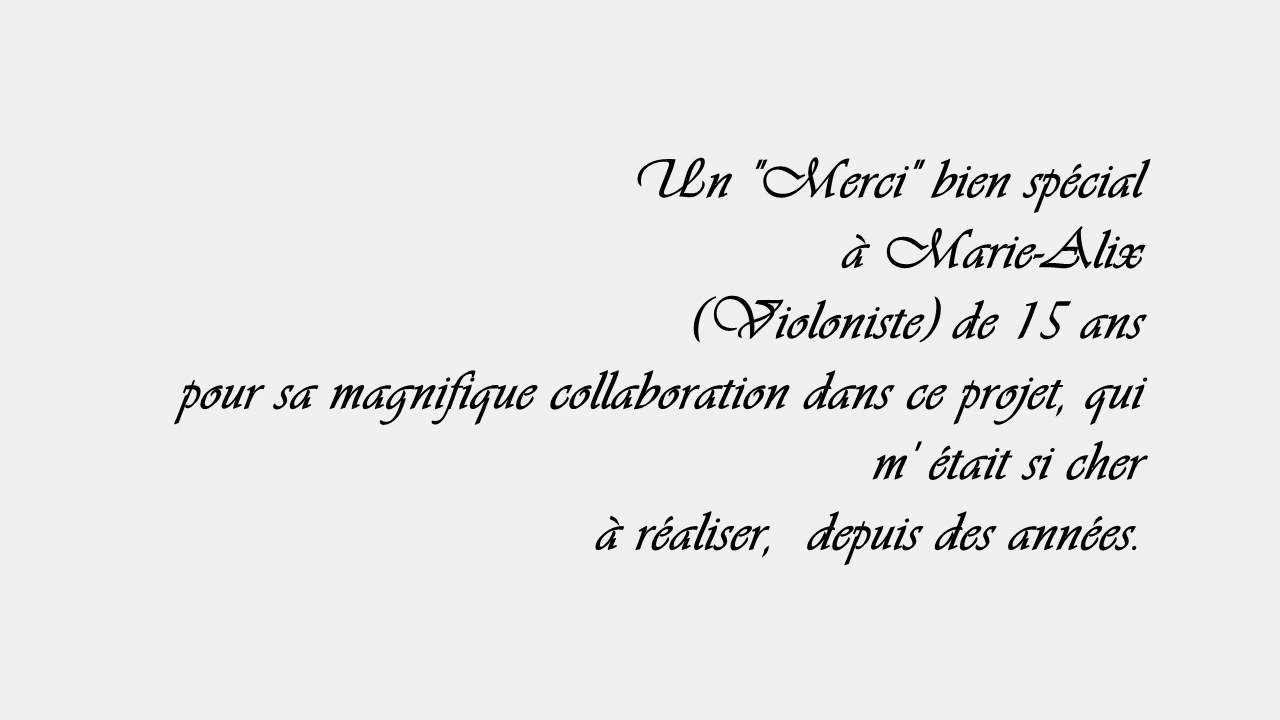 Un "Merci" bien spécial
à Marie-Alix
(Violoniste) de 15 ans
pour sa magnifique collaboration dans ce projet, qui
m' était si cher
à réaliser,  depuis des années.